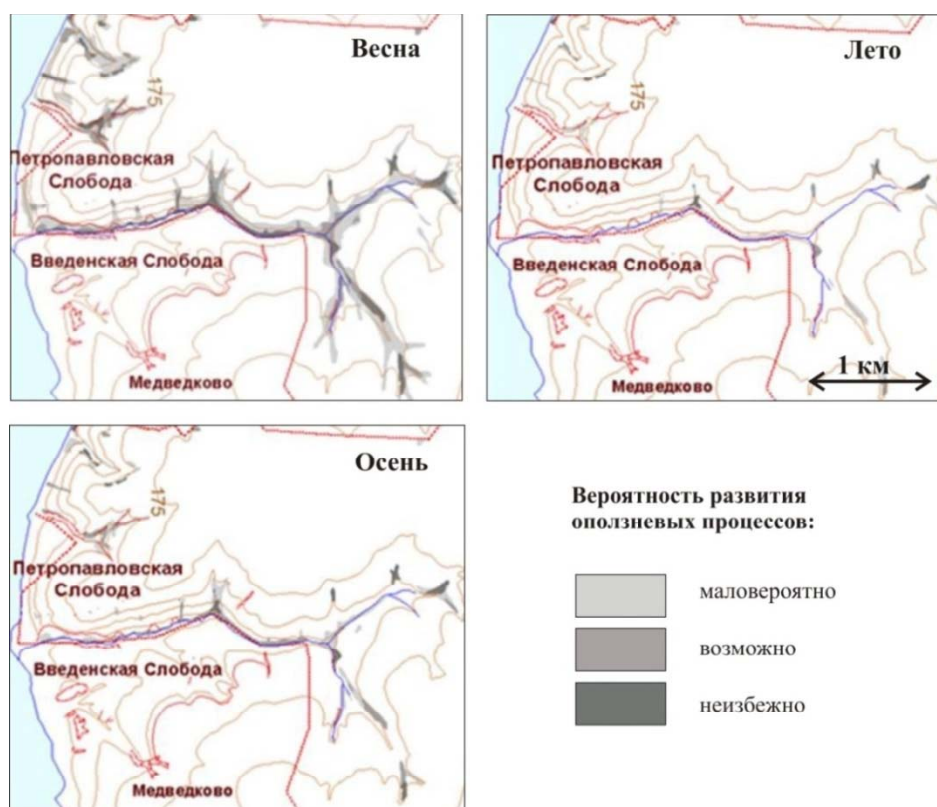 Весна
175
Петропавловская
Слобода
Введенская Слобода
Медведково
Лето
175
Петропавловская
Слобода
Введенская Слобода
Медведково
1 км
Осень
175
Петропавловская
Слобода
Введенская Слобода
Медведково
Вероятность развития
оползневых процессов:
маловероятно
возможно
неизбежно